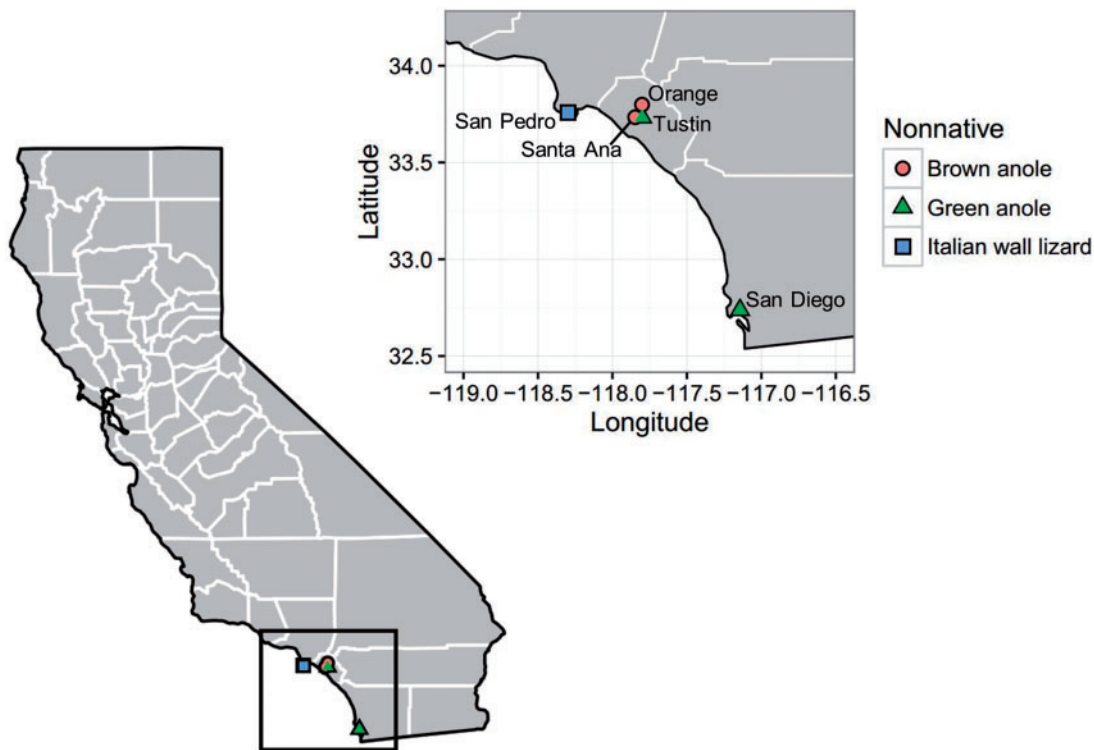 34.0
33.5
33.0
32.5
Latitude
Orange
San Pedro
Tustin
Santa Ana
San Diego
−119.0 −118.5 −118.0 −117.5 −117.0 −116.5
Longitude
Nonnative
Brown anole
Green anole
Italian wall lizard